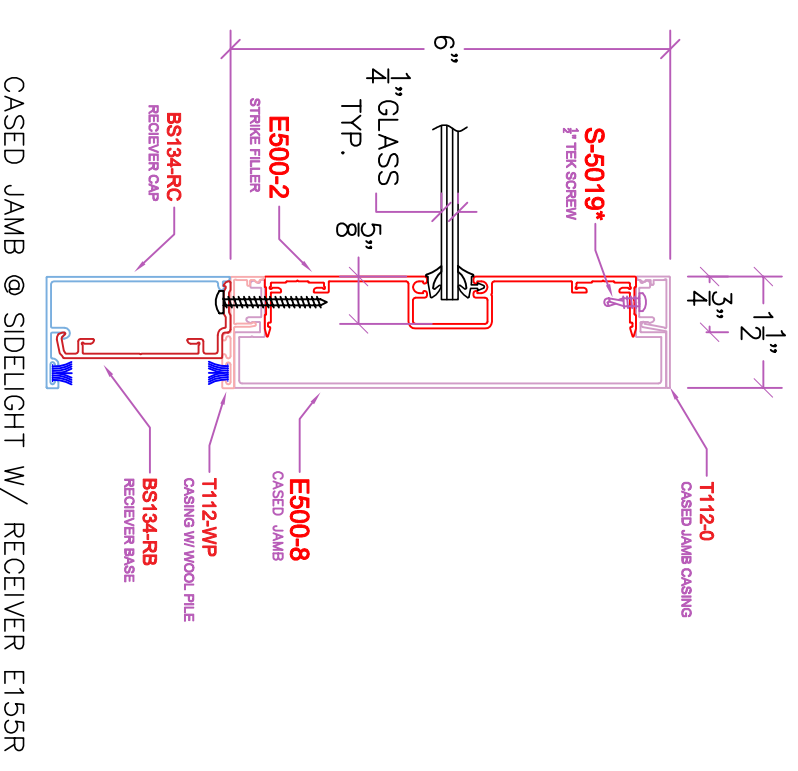 1 1/2"
3/4"
6"
1/4" GLASS
TYP.
5/8"
S-5019*
1/2" TEK SCREW
E500-2
STRIKE FILLER
BS134-RC
RECIEVER CAP
T112-0
CASED JAMB CASING
E500-8
CASED JAMB
T112-WP
CASING W/ WOOL PILE
BS134-RB
RECIEVER BASE
CASED JAMB @ SIDELIGHT W/ RECEIVER E155R